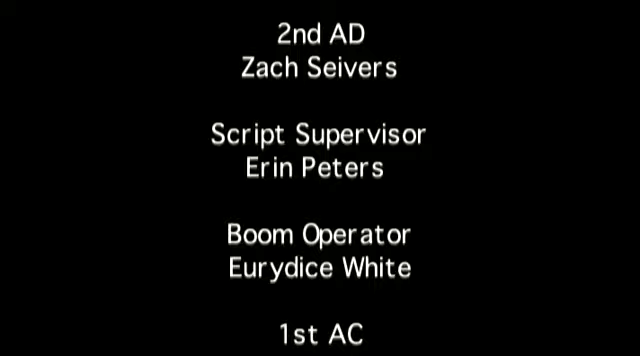 2nd AD
Zach Seivers
Script Supervisor
Erin Peters
Boom Operator
Eurydice White
1st AC